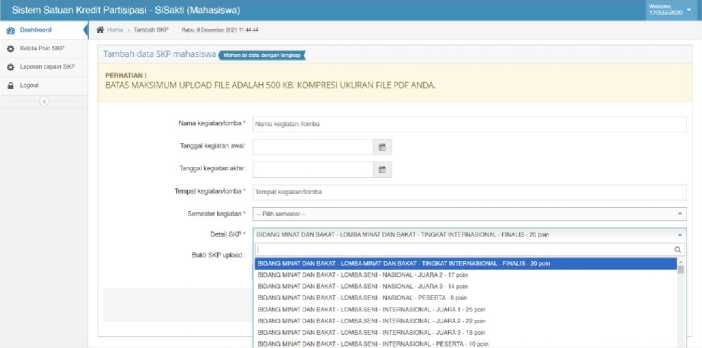 Sistem Satuan Kredit Partisipasi - SiSakti (Mahasiswa)
Welcome,
Dashboard
Home > Tambah SKP
Rabu, 8 Desember 2021 11:44:44
Kelola Poin SKP
Laporan capaian SKP
Logout
Tambah data SKP mahasiswa Mohon isi data dengan lengkap
PERHATIAN !
BATAS MAKSIMUM UPLOAD FILE ADALAH 500 KB. KOMPRESI UKURAN FILE PDF ANDA.
Nama kegiatan/lomba * Nama kegiatan /lomba
Tanggal kegiatan awal
Tanggal kegiatan akhir
Tempat kegiatan/lomba * Tempat kegiatan/lomba
Semester kegiatan * -- Pilih semester --
Detail SKP * BIDANG MINAT DAN BAKAT - LOMBA MINAT DAN BAKAT - TINGKAT INTERNASIONAL - FINALIS - 20 poin
Bukti SKP upload
BIDANG MINAT DAN BAKAT - LOMBA MINAT DAN BAKAT - TINGKAT INTERNASIONAL - FINALIS - 20 poin
BIDANG MINAT DAN BAKAT - LOMBA SENI - NASIONAL - JUARA 2 - 17 poin
BIDANG MINAT DAN BAKAT - LOMBA SENI - NASIONAL - JUARA 3 - 14 poin
BIDANG MINAT DAN BAKAT - LOMBA SENI - NASIONAL - PESERTA - 8 poin
BIDANG MINAT DAN BAKAT - LOMBA SENI - INTERNASIONAL - JUARA 1 - 25 poin
BIDANG MINAT DAN BAKAT - LOMBA SENI - INTERNASIONAL - JUARA 2 - 20 poin
BIDANG MINAT DAN BAKAT - LOMBA SENI - INTERNASIONAL - JUARA 3 - 18 poin
BIDANG MINAT DAN BAKAT - LOMBA SENI - INTERNASIONAL - PESERTA - 10 poin